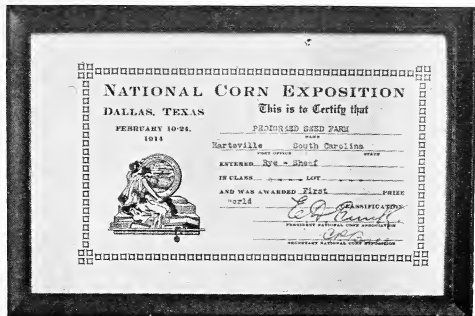 NATIONAL CORN EXPOSITION
DALLAS, TEXAS
FEBRUARY 10-24,
1914
This is to Certify that
PEDIGREED SEED FARM
NAME
Hartsville South Carolina
POST OFFICE STATE
ENTERED Rye - Sheaf
IN CLASS LOT
AND WAS AWARDED First PRIZE
World CLASSIFICATION
PRESIDENT NATIONAL CORN ASSOCIATION
SECRETARY NATIONAL CORN EXPOSITION